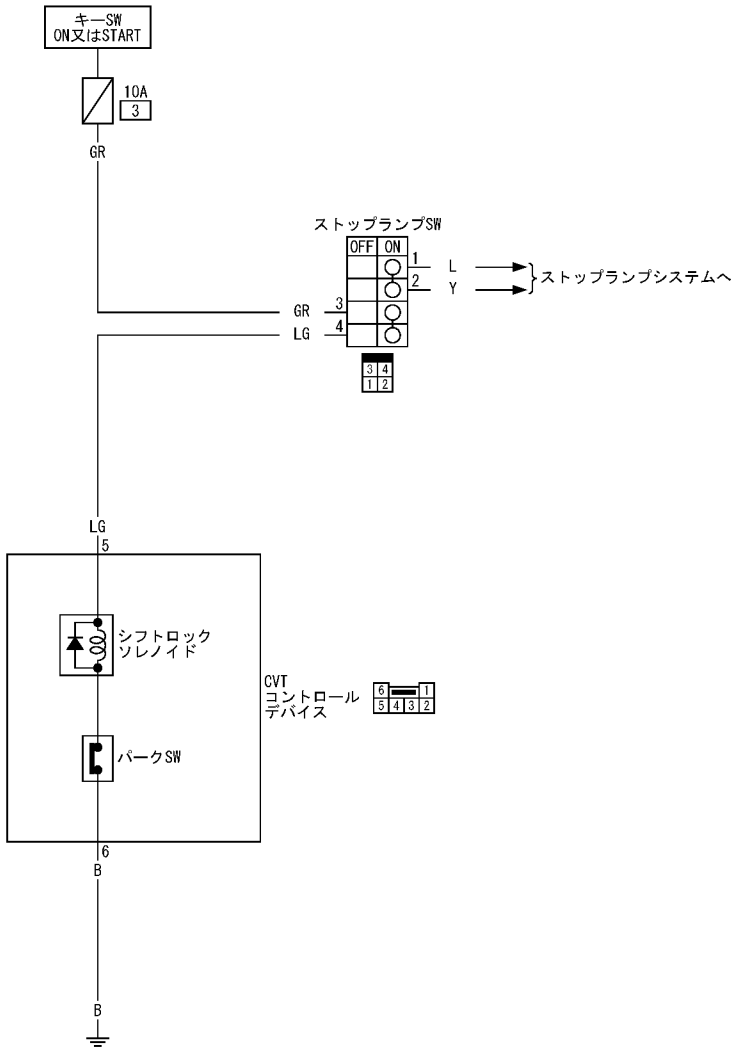 キーSW
ON又はSTART
10A
3
GR
ストップランプSW
OFF ON
1 L
2 Y
ストップランプシステムへ
GR 3
LG 4
3 4
1 2
LG
5
シフトロック
ソレノイド
CVT
コントロール
デバイス
6 1
5 4 3 2
パークSW
6
B
B